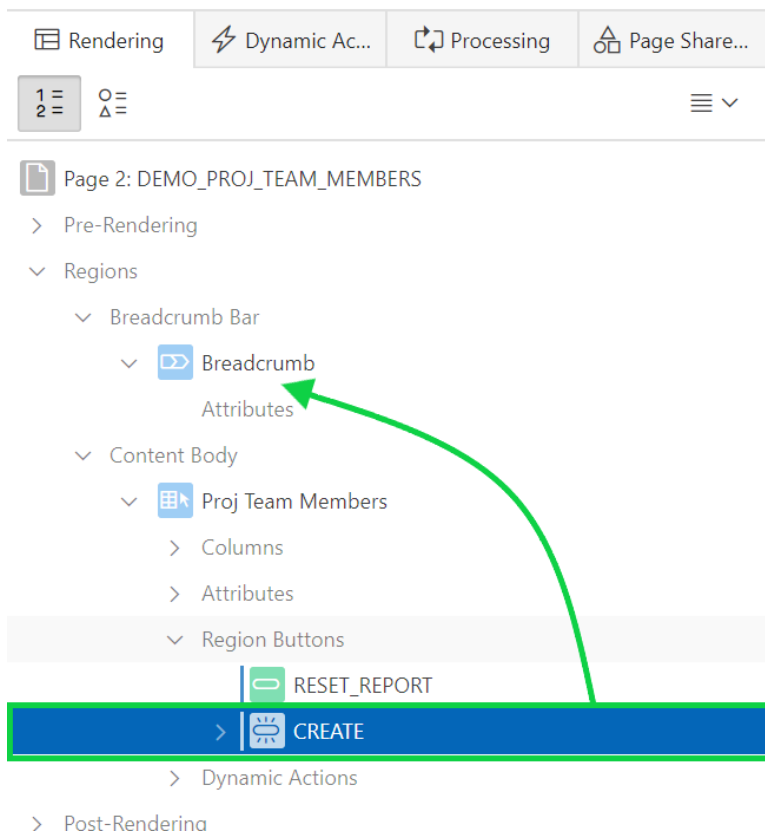 Rendering Dynamic Ac... Processing Page Share...
1 2
Page 2: DEMO_PROJ_TEAM_MEMBERS
Pre-Rendering
Regions
Breadcrumb Bar
Breadcrumb
Attributes
Content Body
Proj Team Members
Columns
Attributes
Region Buttons
RESET_REPORT
CREATE
Dynamic Actions
Post-Rendering